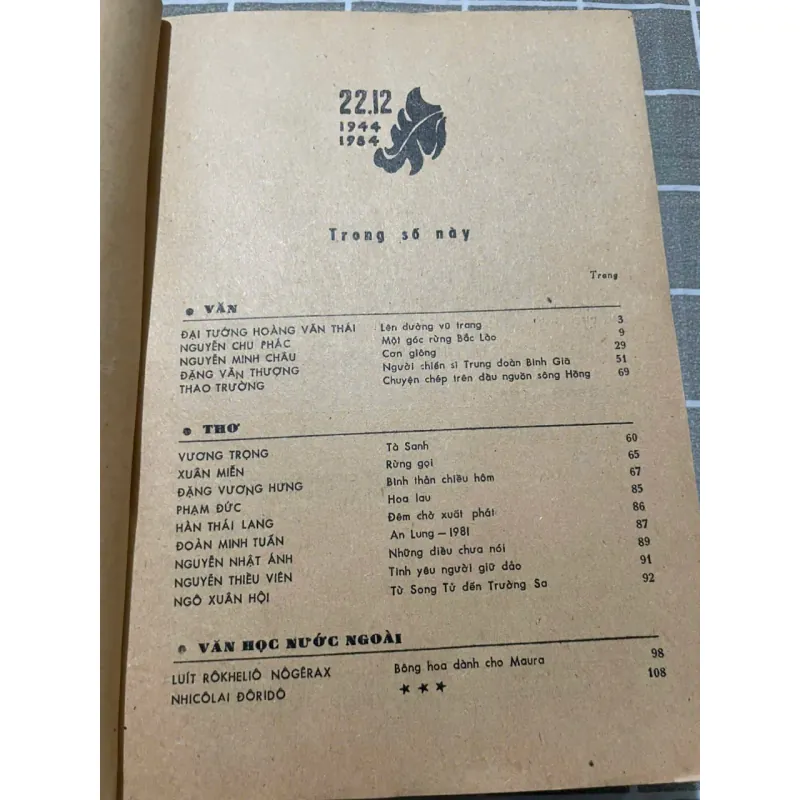 22.12
1944
1984
Trong số này
Trang
● VĂN
ĐẠI TƯỚNG HOÀNG VĂN THÁI Lên đường vũ trang 3
NGUYỄN CHU PHÁC Một góc rừng Bắc Lào 9
NGUYỄN MINH CHÂU Cơn giông 29
ĐẶNG VĂN THƯỢNG Người chiến sĩ Trung đoàn Bình Giã 51
THAO TRƯỜNG Chuyện chép trên đầu nguồn sông Hồng 69
● THƠ
VƯƠNG TRỌNG Tà Sanh 60
XUÂN MIỄN Rừng gọi 65
ĐẶNG VƯƠNG HƯNG Bình thản chiều hôm 67
PHẠM ĐỨC Hoa lau 85
HÀN THÁI LANG Đêm chờ xuất phát 86
ĐOÀN MINH TUẤN An Lung — 1981 87
NGUYỄN NHẬT ÁNH Những điều chưa nói 89
NGUYỄN THIỀU VIÊN Tình yêu người giữ đảo 91
NGÔ XUÂN HỘI Từ Song Tử đến Trường Sa 92
● VĂN HỌC NƯỚC NGOÀI
LUÍT RÔKHELIÔ NÔGÊRAX Bông hoa dành cho Maura 98
NHICÔLAI ĐÔRIDÔ ★ ★ ★ 108